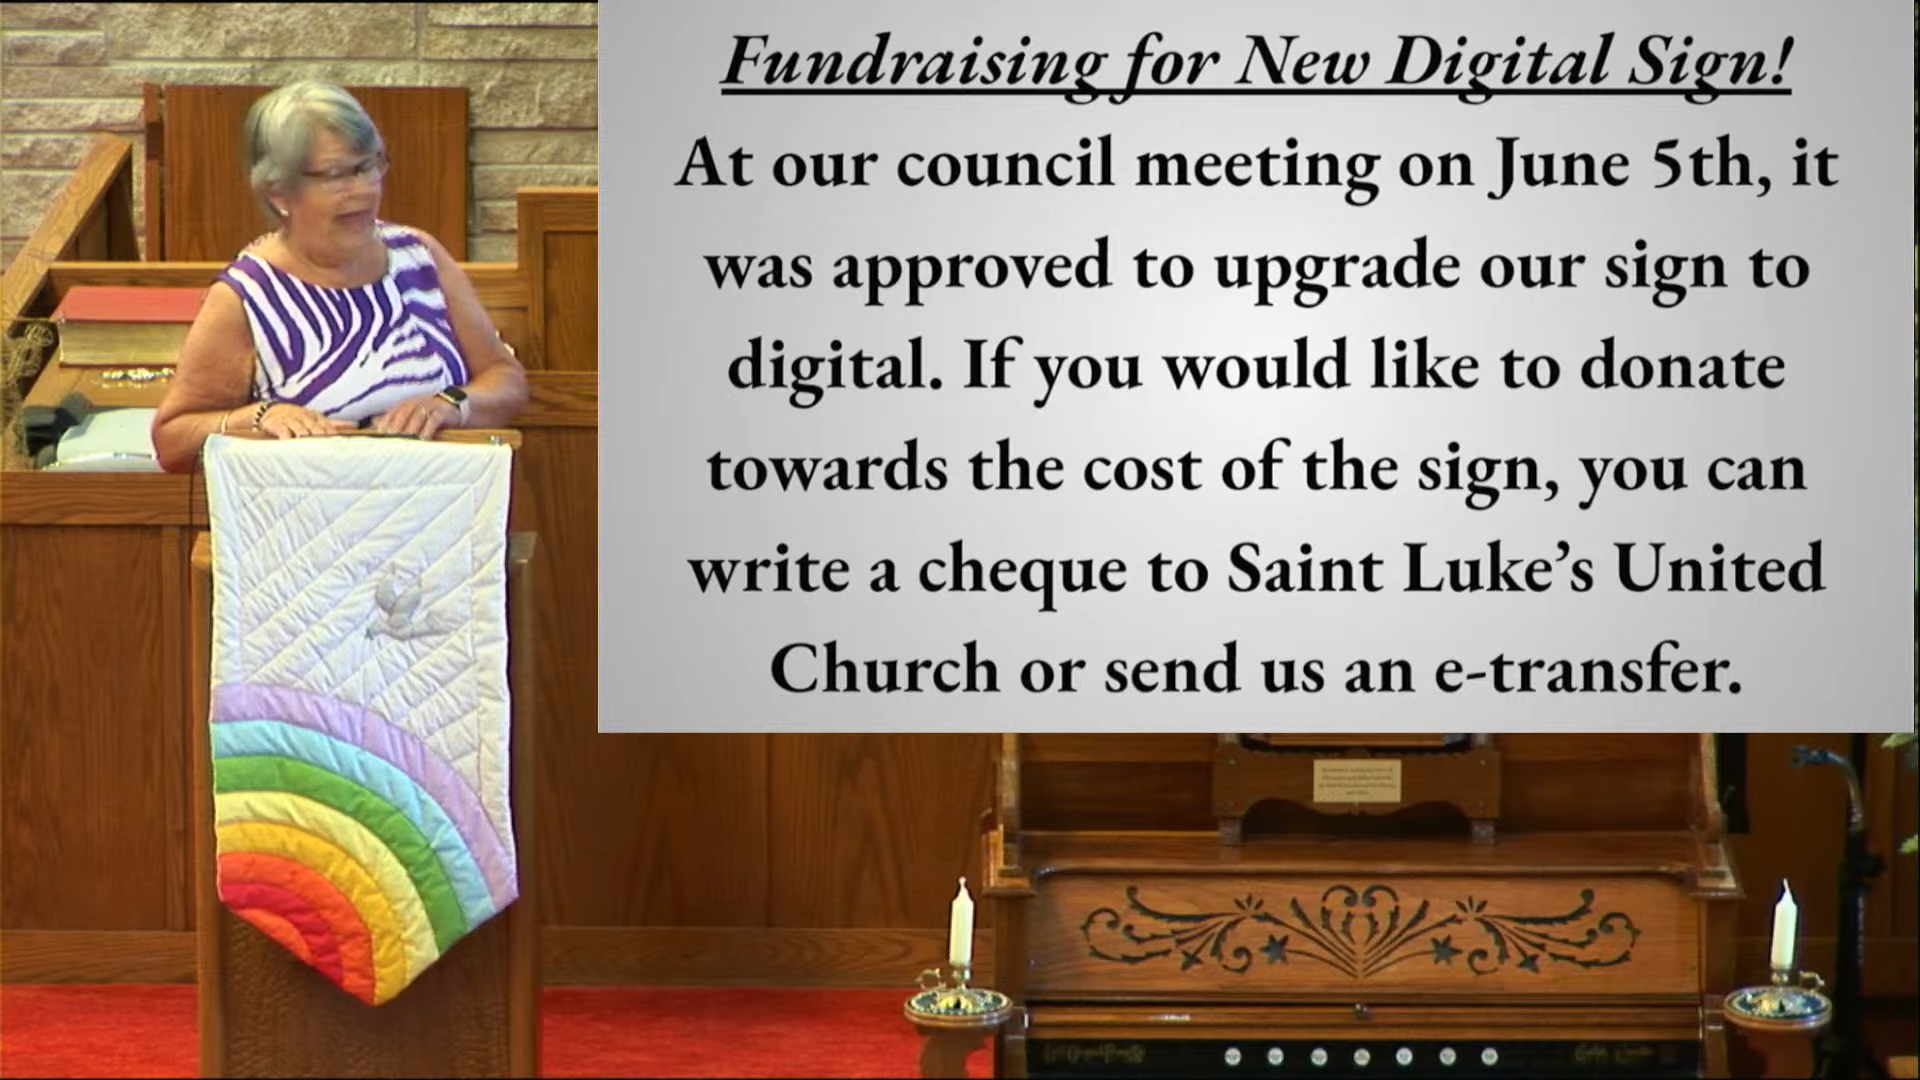 Fundraising for New Digital Sign!
At our council meeting on June 5th, it
was approved to upgrade our sign to
digital. If you would like to donate
towards the cost of the sign, you can
write a cheque to Saint Luke’s United
Church or send us an e-transfer.